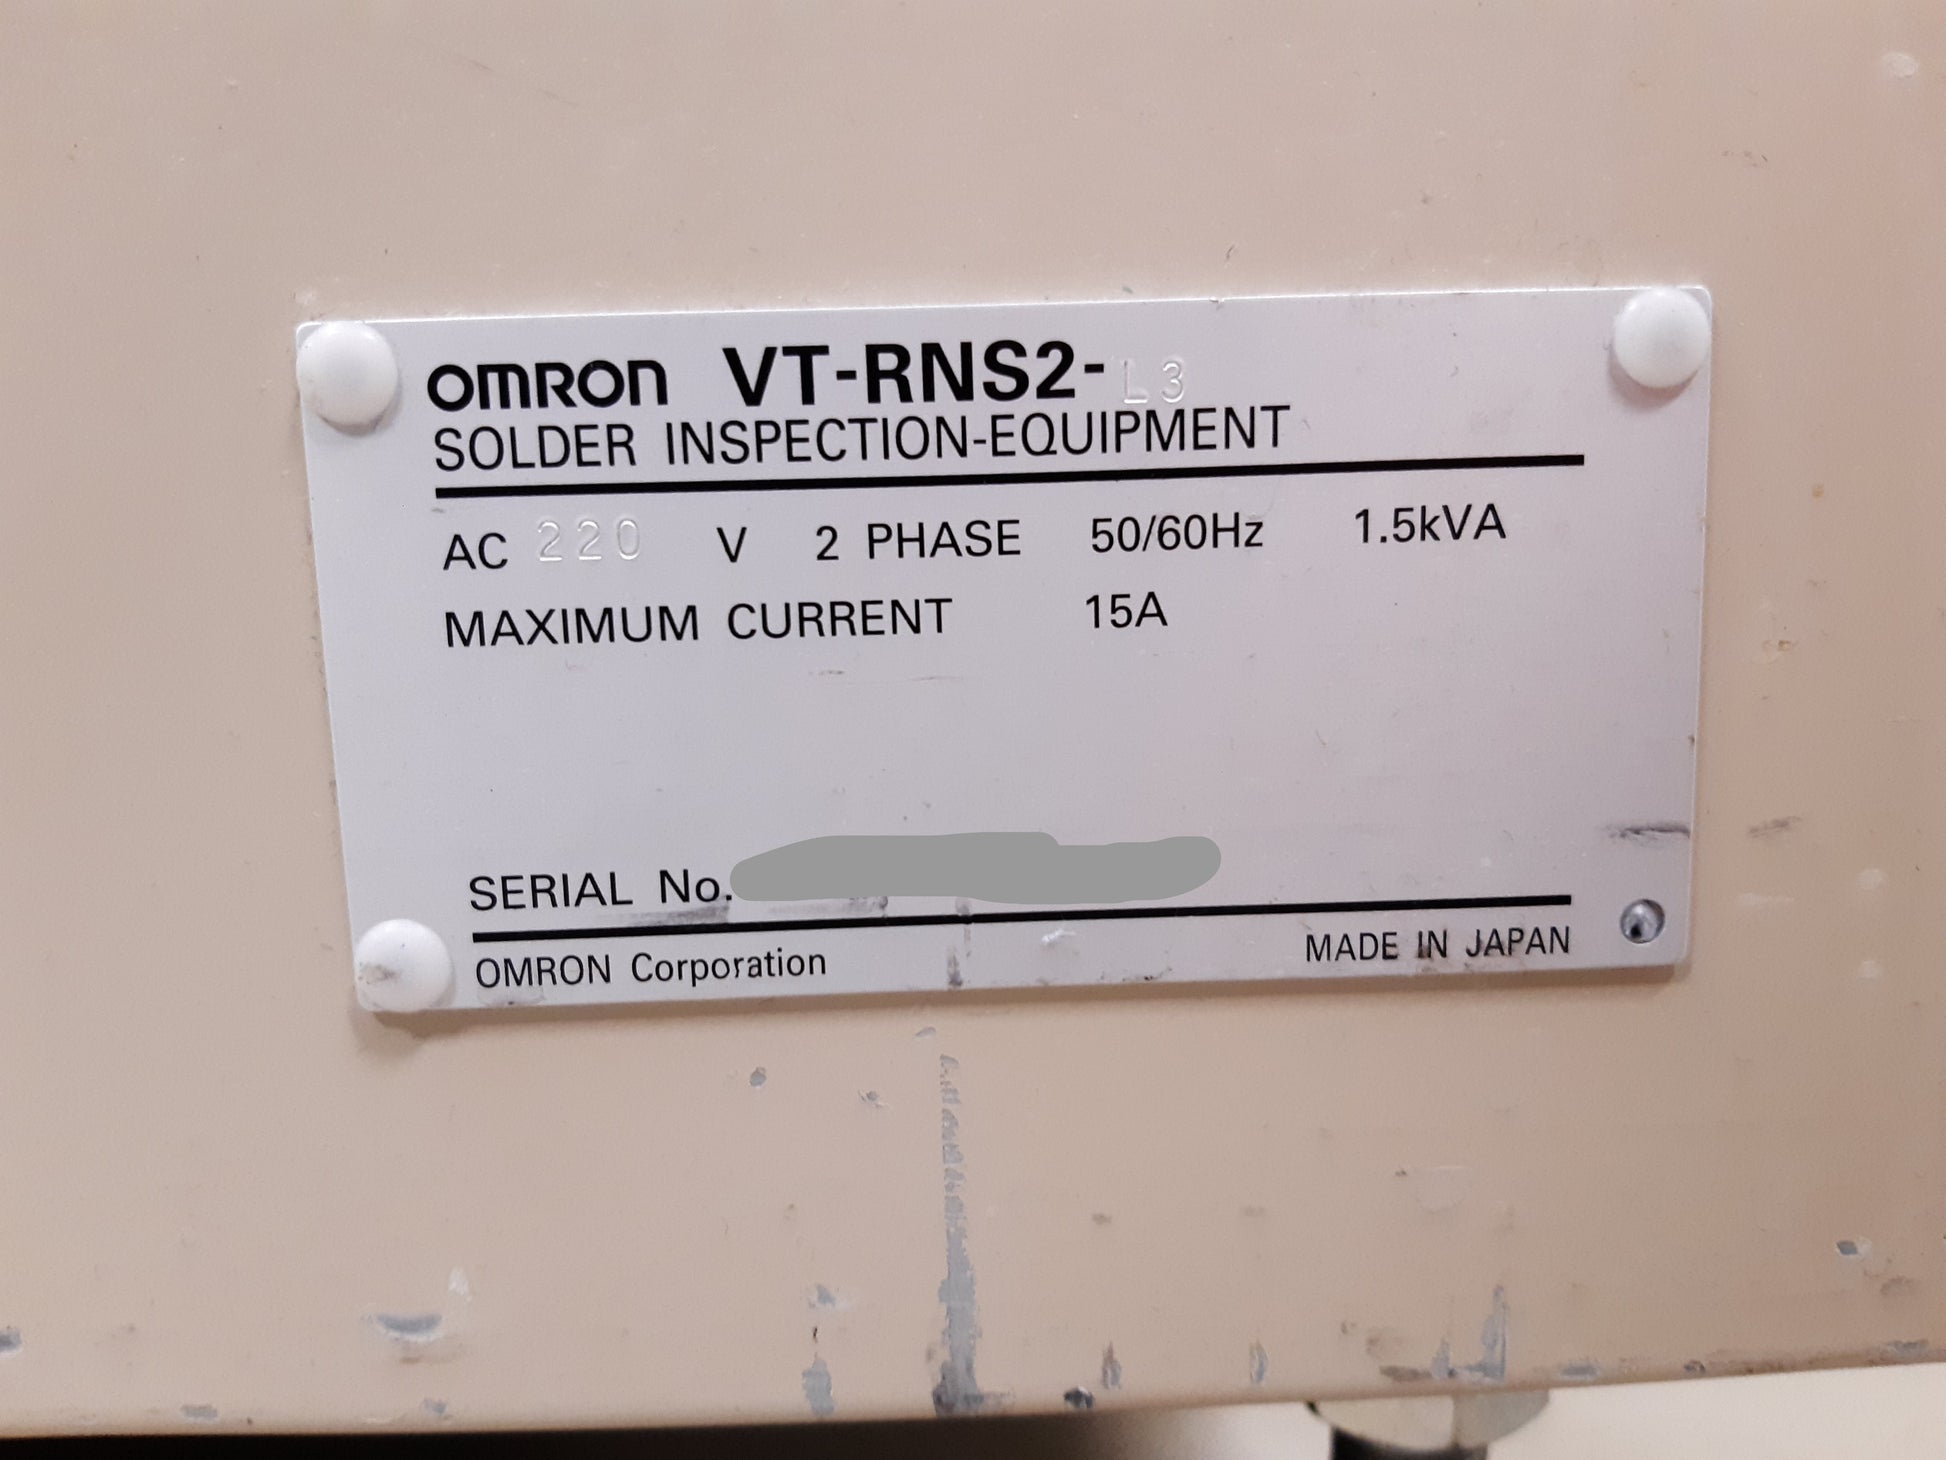 OMRON VT-RNS2-L3
SOLDER INSPECTION-EQUIPMENT
AC 220 V 2 PHASE 50/60Hz 1.5kVA
MAXIMUM CURRENT 15A
SERIAL No.
OMRON Corporation MADE IN JAPAN